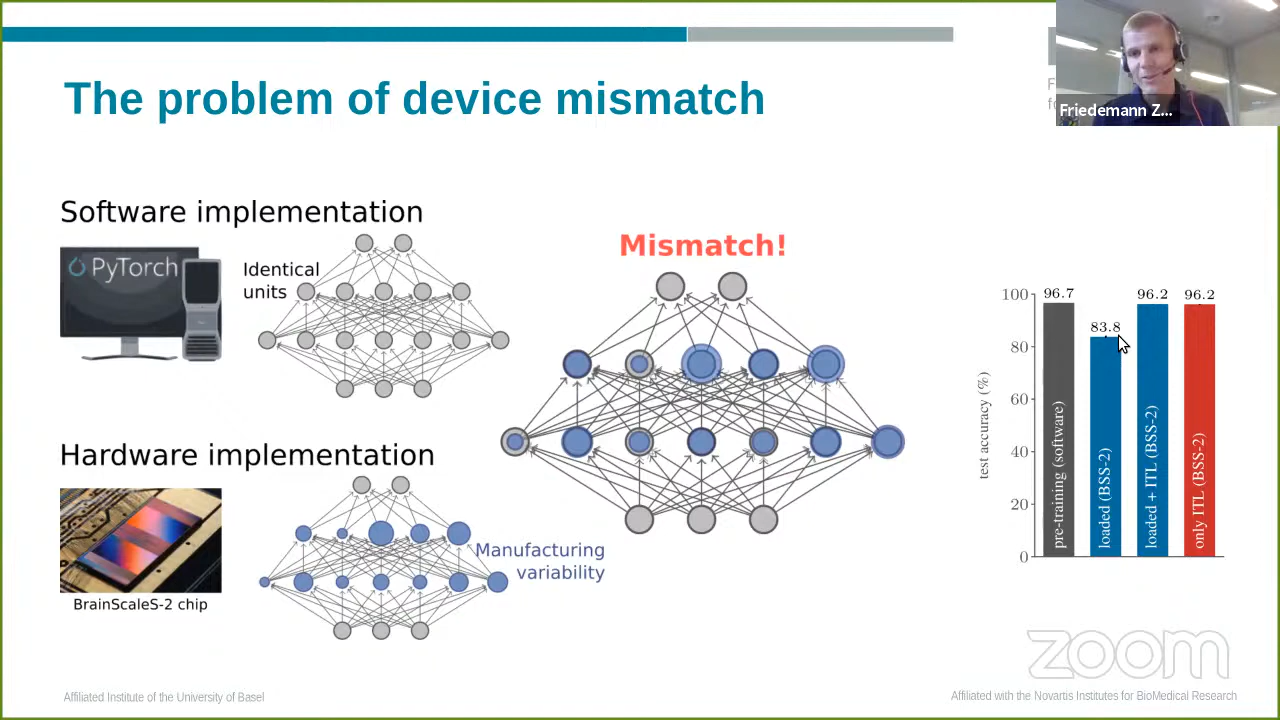 The problem of device mismatch
Friedemann Z...
Software implementation
PyTorch
Identical
units
Hardware implementation
BrainScaleS-2 chip
Manufacturing
variability
Mismatch!
test accuracy (%)
100
80
60
40
20
0
96.7
83.8
96.2
96.2
pre-training (software)
loaded (BSS-2)
loaded + ITL (BSS-2)
only ITL (BSS-2)
zoom
Affiliated Institute of the University of Basel
Affiliated with the Novartis Institutes for BioMedical Research